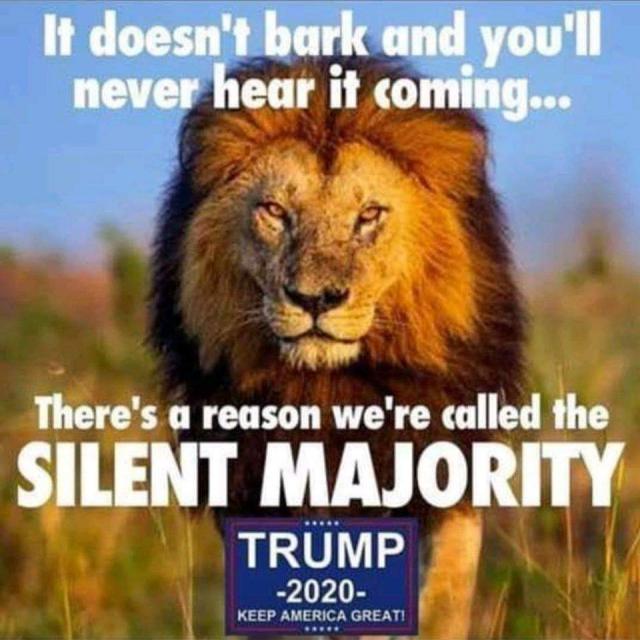 It doesn't bark and you'll
never hear it coming...
There's a reason we're called the
SILENT MAJORITY
TRUMP
-2020-
KEEP AMERICA GREAT!